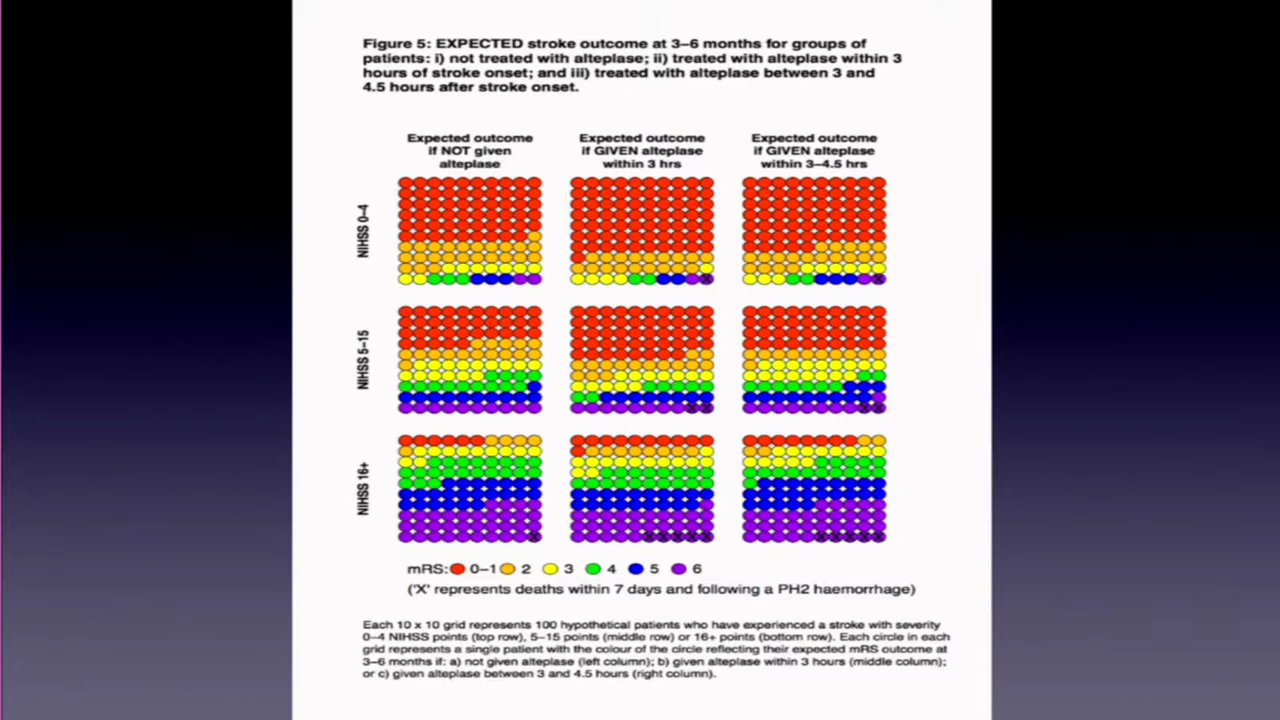 Figure 5: EXPECTED stroke outcome at 3–6 months for groups of
patients: i) not treated with alteplase; ii) treated with alteplase within 3
hours of stroke onset; and iii) treated with alteplase between 3 and
4.5 hours after stroke onset.
Expected outcome
if NOT given
alteplase
Expected outcome
if GIVEN alteplase
within 3 hrs
Expected outcome
if GIVEN alteplase
within 3–4.5 hrs
NIHSS 0–4
NIHSS 5–15
NIHSS 16+
mRS: 0–1 2 3 4 5 6
('X' represents deaths within 7 days and following a PH2 haemorrhage)
Each 10 x 10 grid represents 100 hypothetical patients who have experienced a stroke with severity
0–4 NIHSS points (top row), 5–15 points (middle row) or 16+ points (bottom row). Each circle in each
grid represents a single patient with the colour of the circle reflecting their expected mRS outcome at
3–6 months if: a) not given alteplase (left column); b) given alteplase within 3 hours (middle column);
or c) given alteplase between 3 and 4.5 hours (right column).